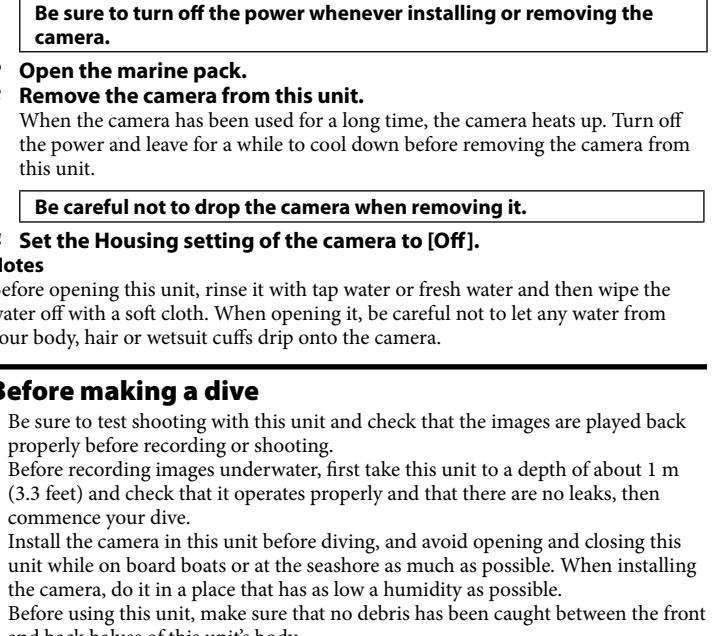 Be sure to turn off the power whenever installing or removing the
camera.
Open the marine pack.
Remove the camera from this unit.
When the camera has been used for a long time, the camera heats up. Turn off
the power and leave for a while to cool down before removing the camera from
this unit.
Be careful not to drop the camera when removing it.
Set the Housing setting of the camera to [Off].
Notes
Before opening this unit, rinse it with tap water or fresh water and then wipe the
water off with a soft cloth. When opening it, be careful not to let any water from
your body, hair or wetsuit cuffs drip onto the camera.
Before making a dive
Be sure to test shooting with this unit and check that the images are played back
properly before recording or shooting.
Before recording images underwater, first take this unit to a depth of about 1 m
(3.3 feet) and check that it operates properly and that there are no leaks, then
commence your dive.
Install the camera in this unit before diving, and avoid opening and closing this
unit while on board boats or at the seashore as much as possible. When installing
the camera, do it in a place that has as low a humidity as possible.
Before using this unit, make sure that no debris has been caught between the front
and back halves of this unit's body.